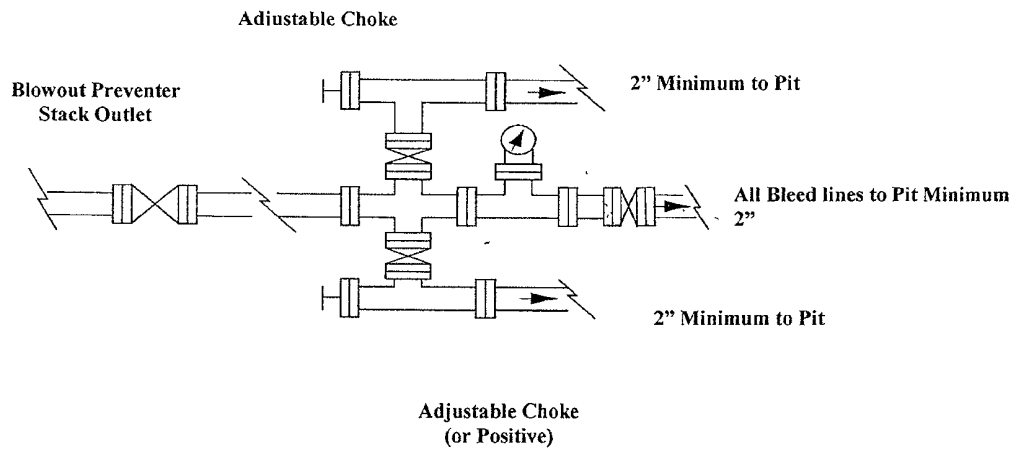 Adjustable Choke
2" Minimum to Pit
Blowout Preventer
Stack Outlet
All Bleed lines to Pit Minimum
2"
2" Minimum to Pit
Adjustable Choke
(or Positive)